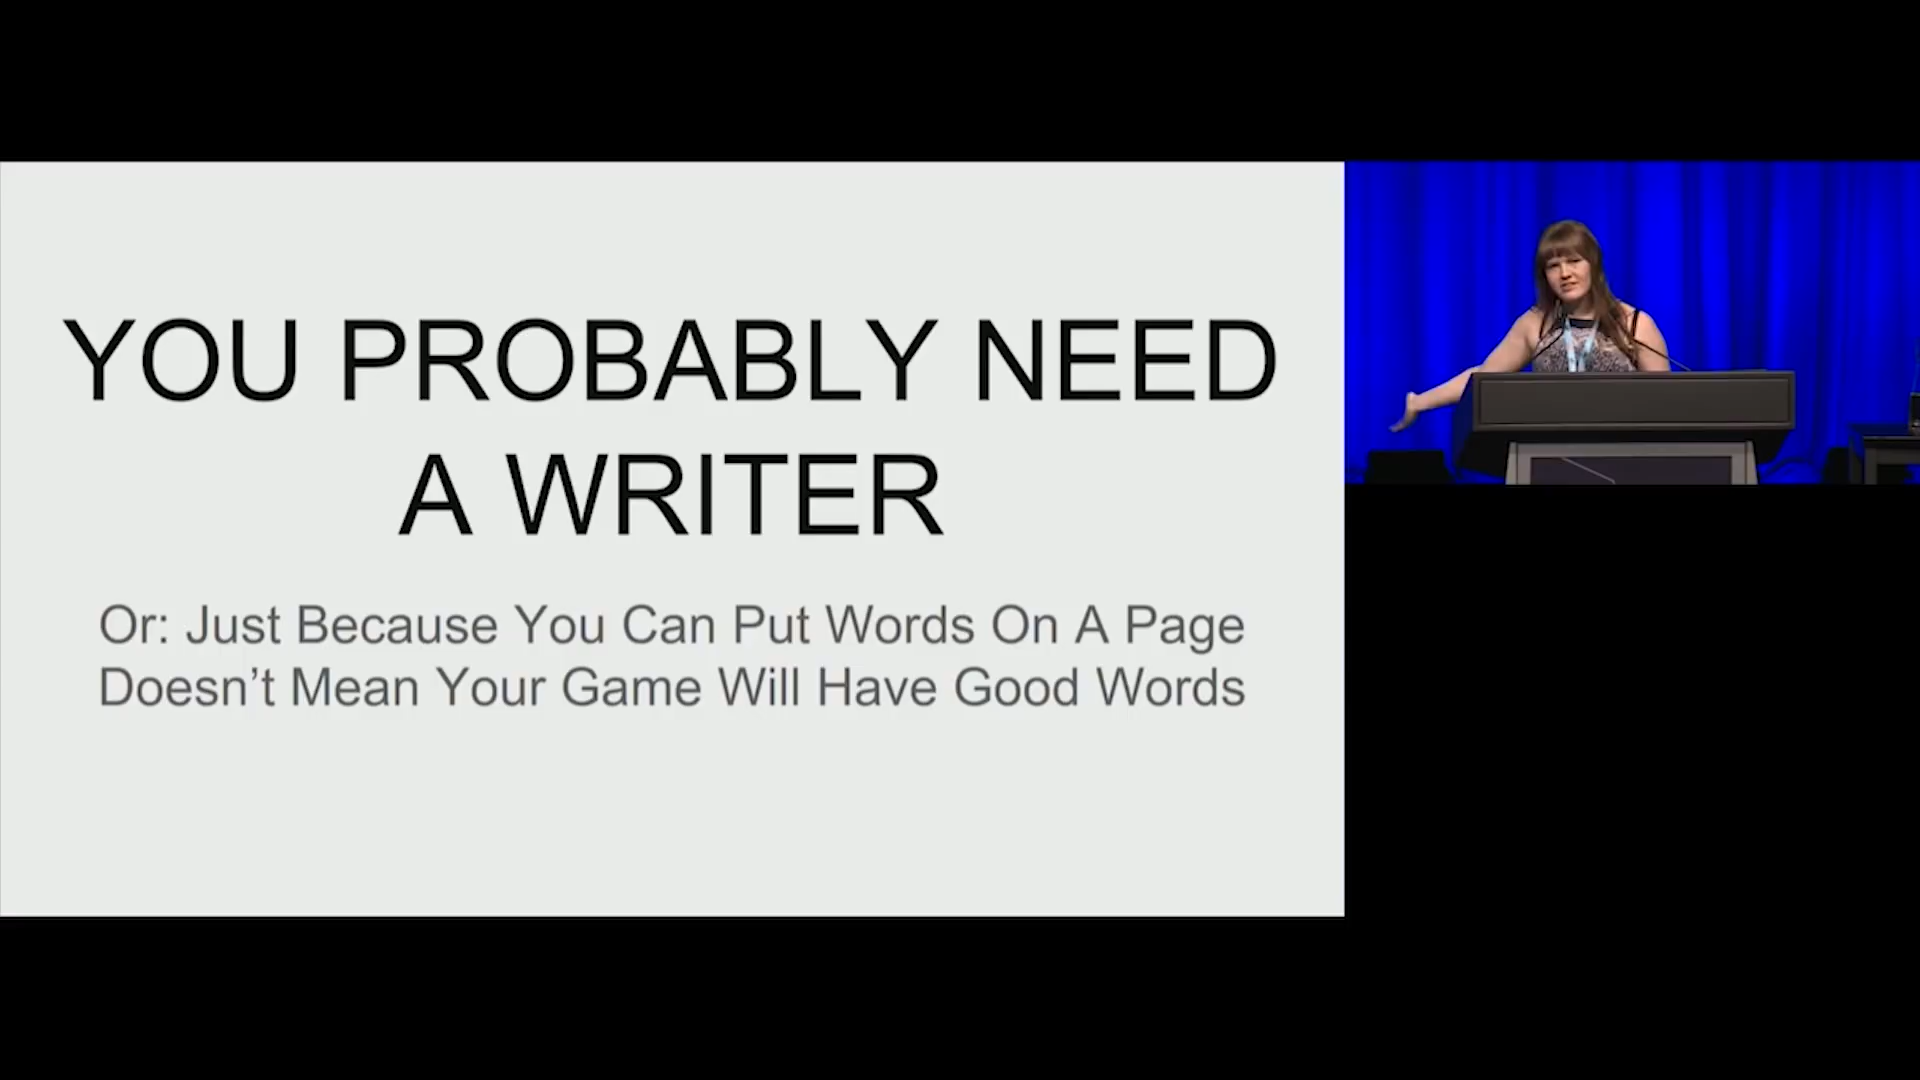 YOU PROBABLY NEED
A WRITER
Or: Just Because You Can Put Words On A Page
Doesn’t Mean Your Game Will Have Good Words